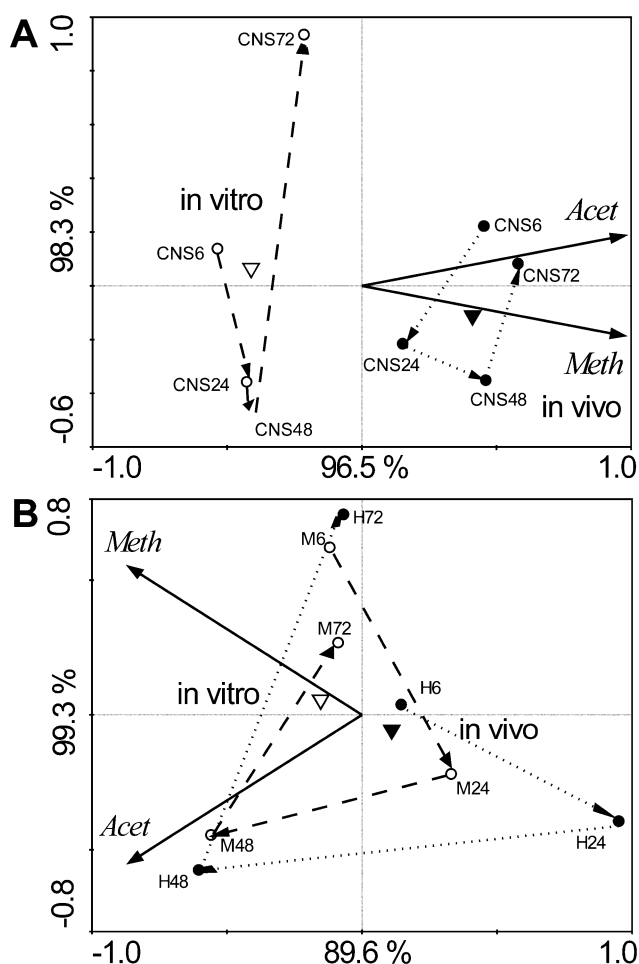 A
1.0
98.3 %
-0.6
CNS72
in vitro
CNS6
CNS24
CNS48
CNS6
Acet
CNS72
CNS24
Meth
CNS48
in vivo
-1.0
96.5 %
1.0
B
0.8
99.3 %
-0.8
Meth
H72
M6
M72
in vitro
H6
in vivo
M24
Acet
M48
H24
H48
-1.0
89.6 %
1.0